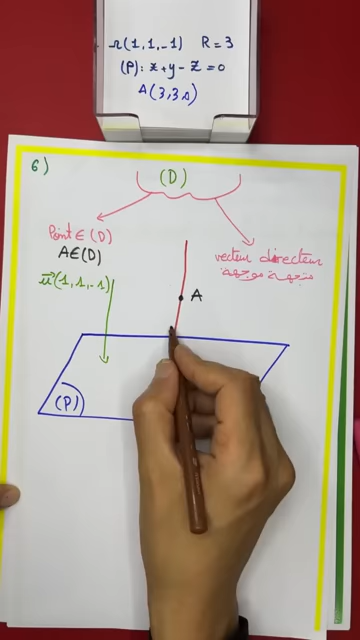 Ω(1,1,-1) R=3
(P): x+y-z=0
A(3,3,1)
6)
(D)
Point ∈ (D)
A∈(D)
vecteur directeur
متجهة موجهة
u⃗(1,1,-1)
A
(P)